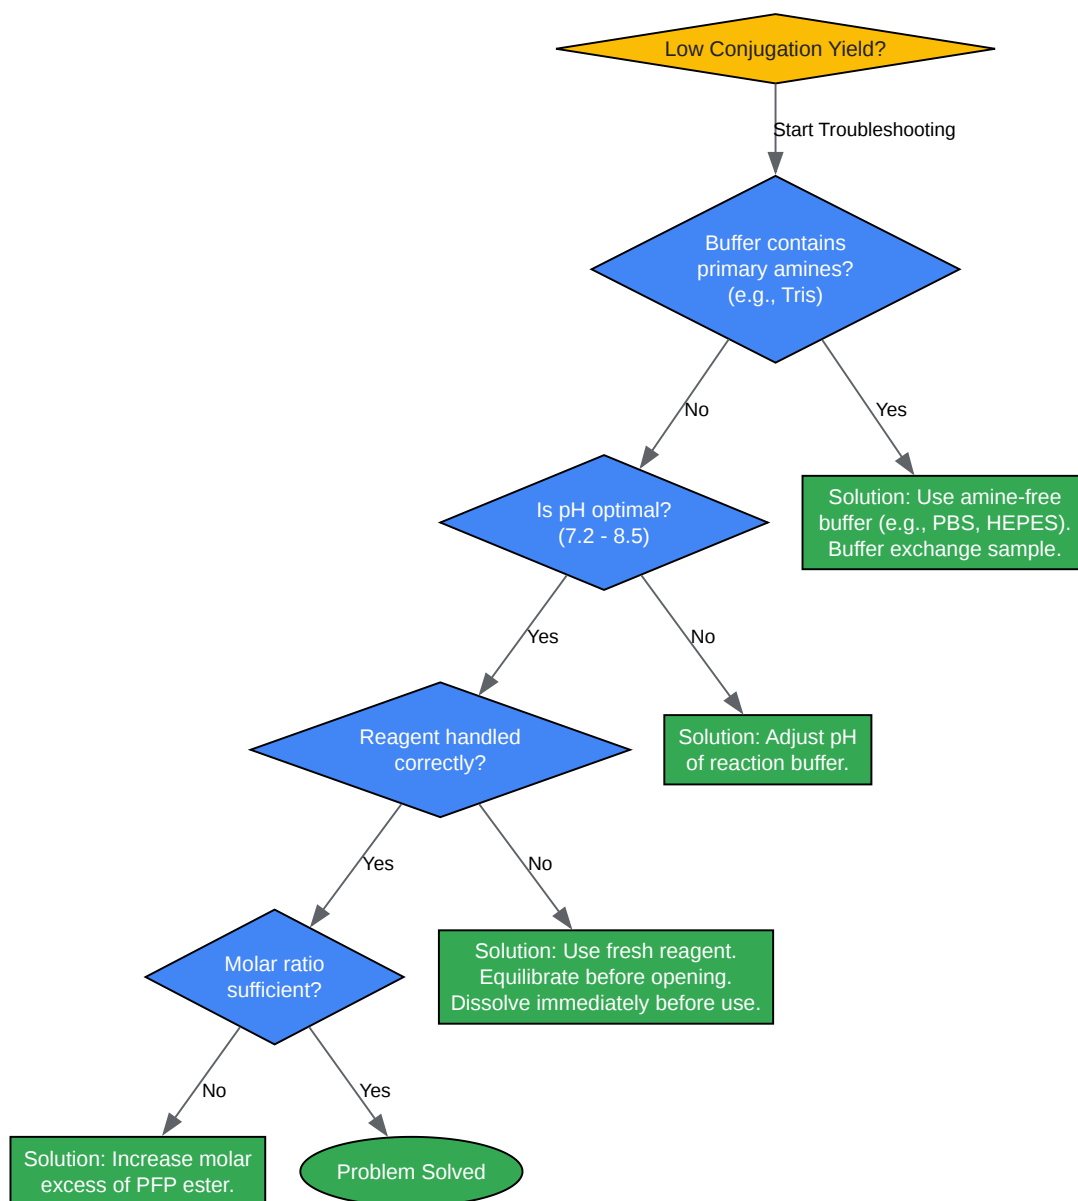 Low Conjugation Yield?
Start Troubleshooting
Buffer contains
primary amines?
(e.g., Tris)
No
Yes
Is pH optimal?
(7.2 - 8.5)
Solution: Use amine-free
buffer (e.g., PBS, HEPES).
Buffer exchange sample.
Yes
No
Reagent handled
correctly?
Solution: Adjust pH
of reaction buffer.
Yes
No
Molar ratio
sufficient?
Solution: Use fresh reagent.
Equilibrate before opening.
Dissolve immediately before use.
No
Yes
Solution: Increase molar
excess of PFP ester.
Problem Solved